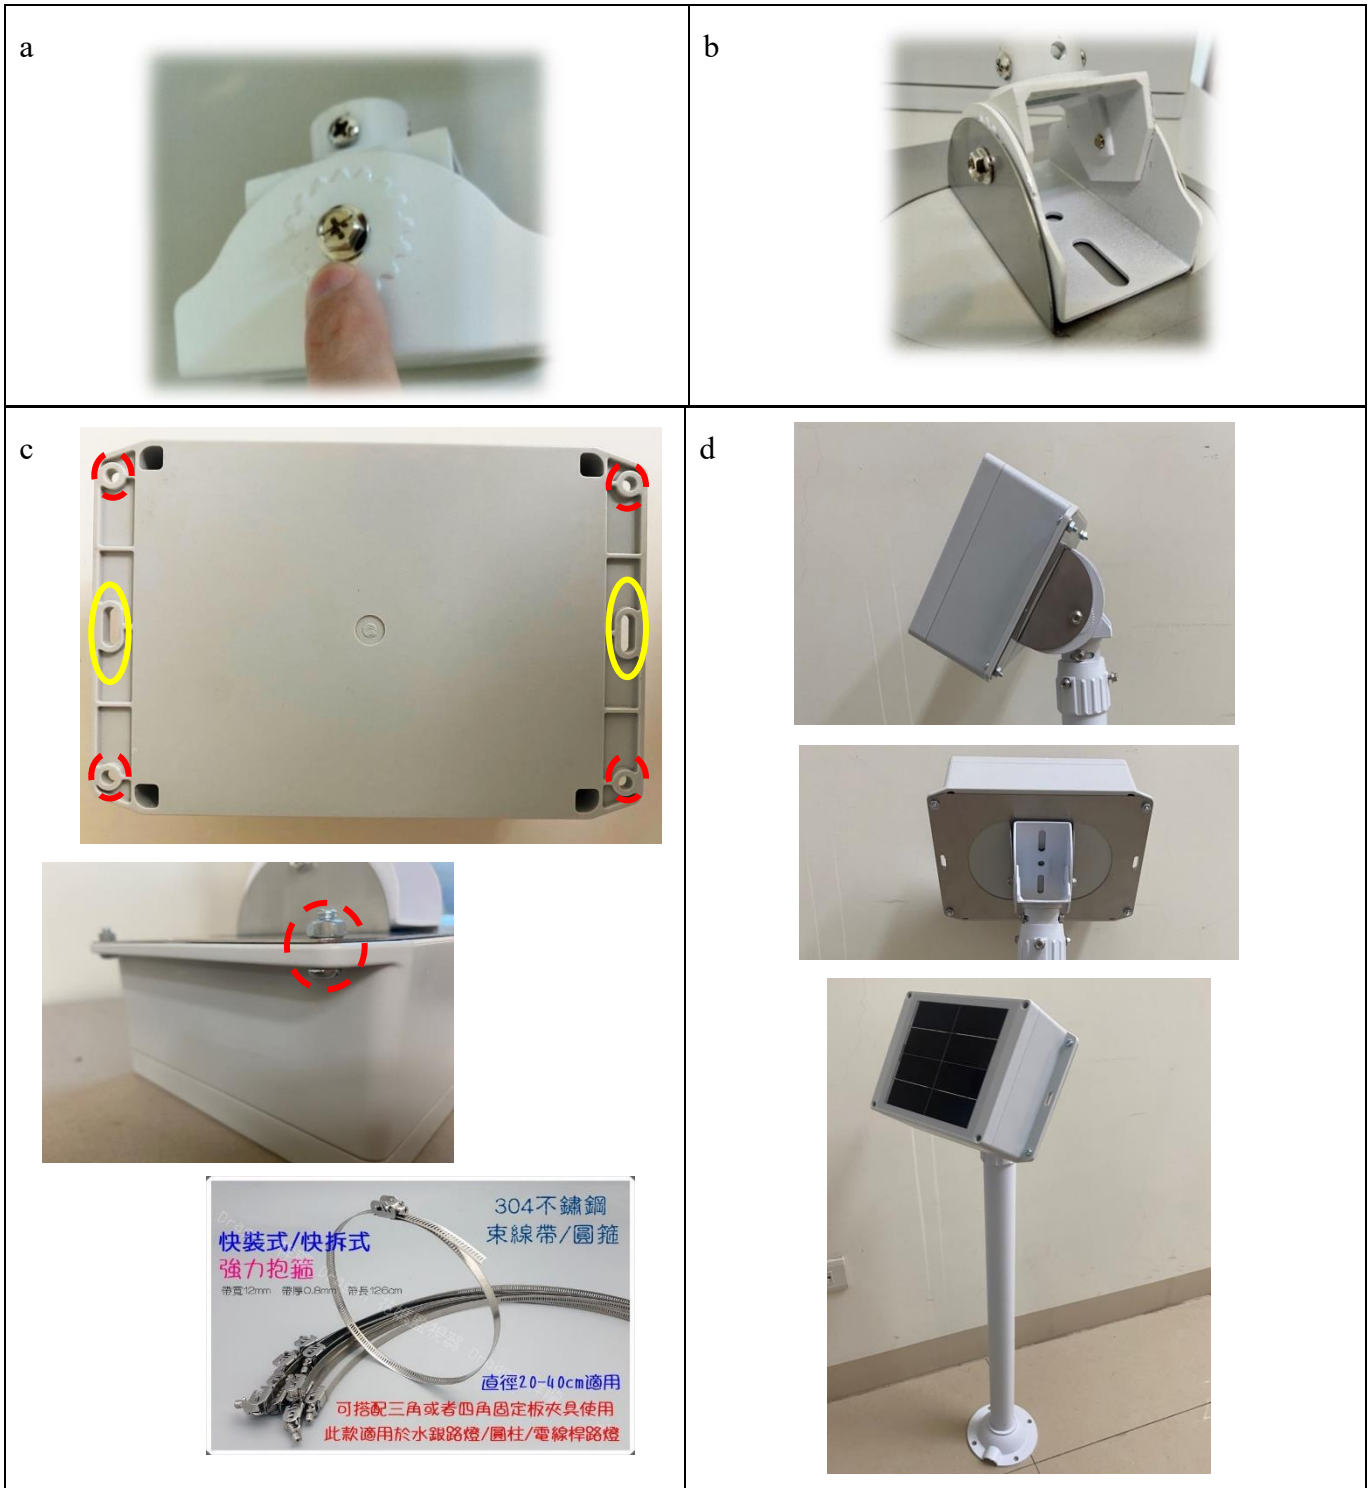 a
b
c
d
304不鏽鋼
束線帶/圓箍
快裝式/快拆式
強力抱箍
帶寬12mm 帶厚0.8mm 帶長126cm
直徑20-40cm適用
可搭配三角或者四角固定板夾具使用
此款適用於水銀路燈/圓柱/電線桿路燈